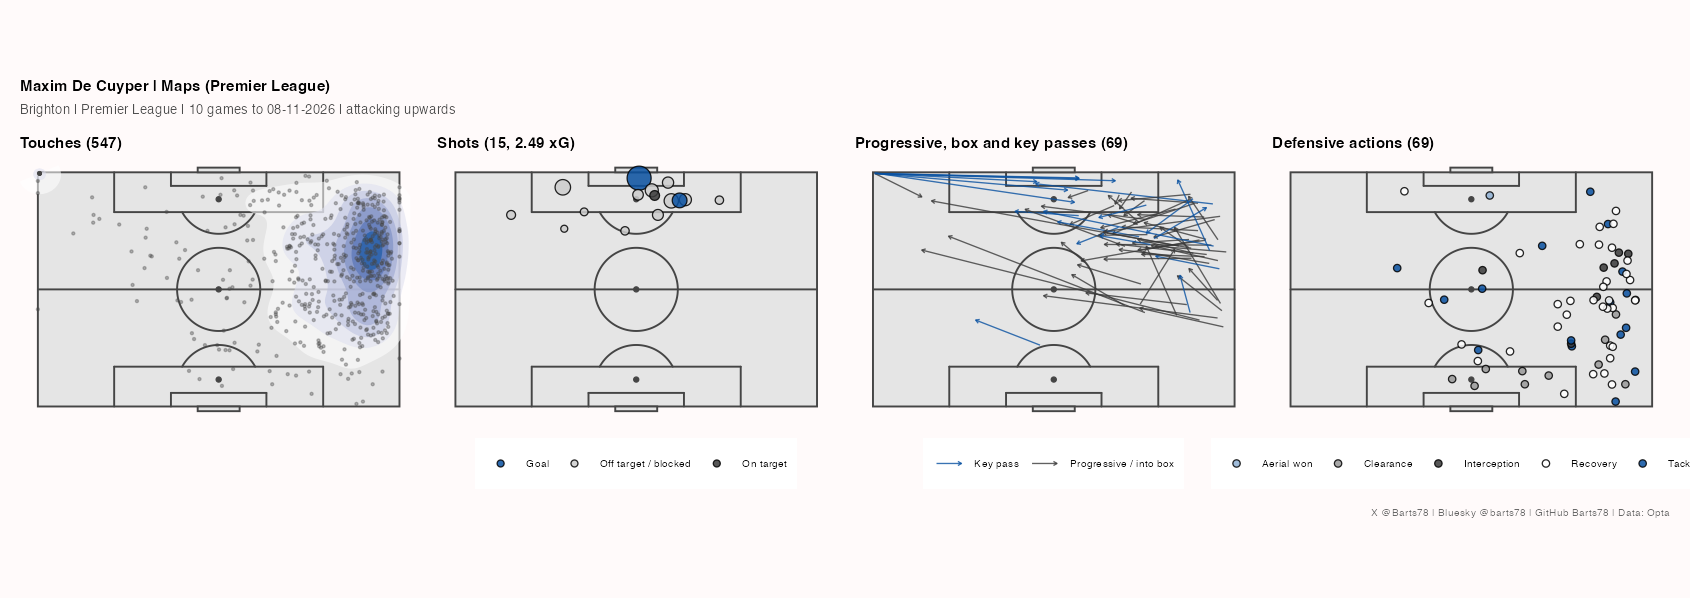 Maxim De Cuyper | Maps (Premier League)
Brighton | Premier League | 10 games to 08-11-2026 | attacking upwards
Touches (547)
Shots (15, 2.49 xG)
Progressive, box and key passes (69)
Defensive actions (69)
Goal
Off target / blocked
On target
Key pass
Progressive / into box
Aerial won
Clearance
Interception
Recovery
Tack
X @Barts78 | Bluesky @barts78 | GitHub Barts78 | Data: Opta